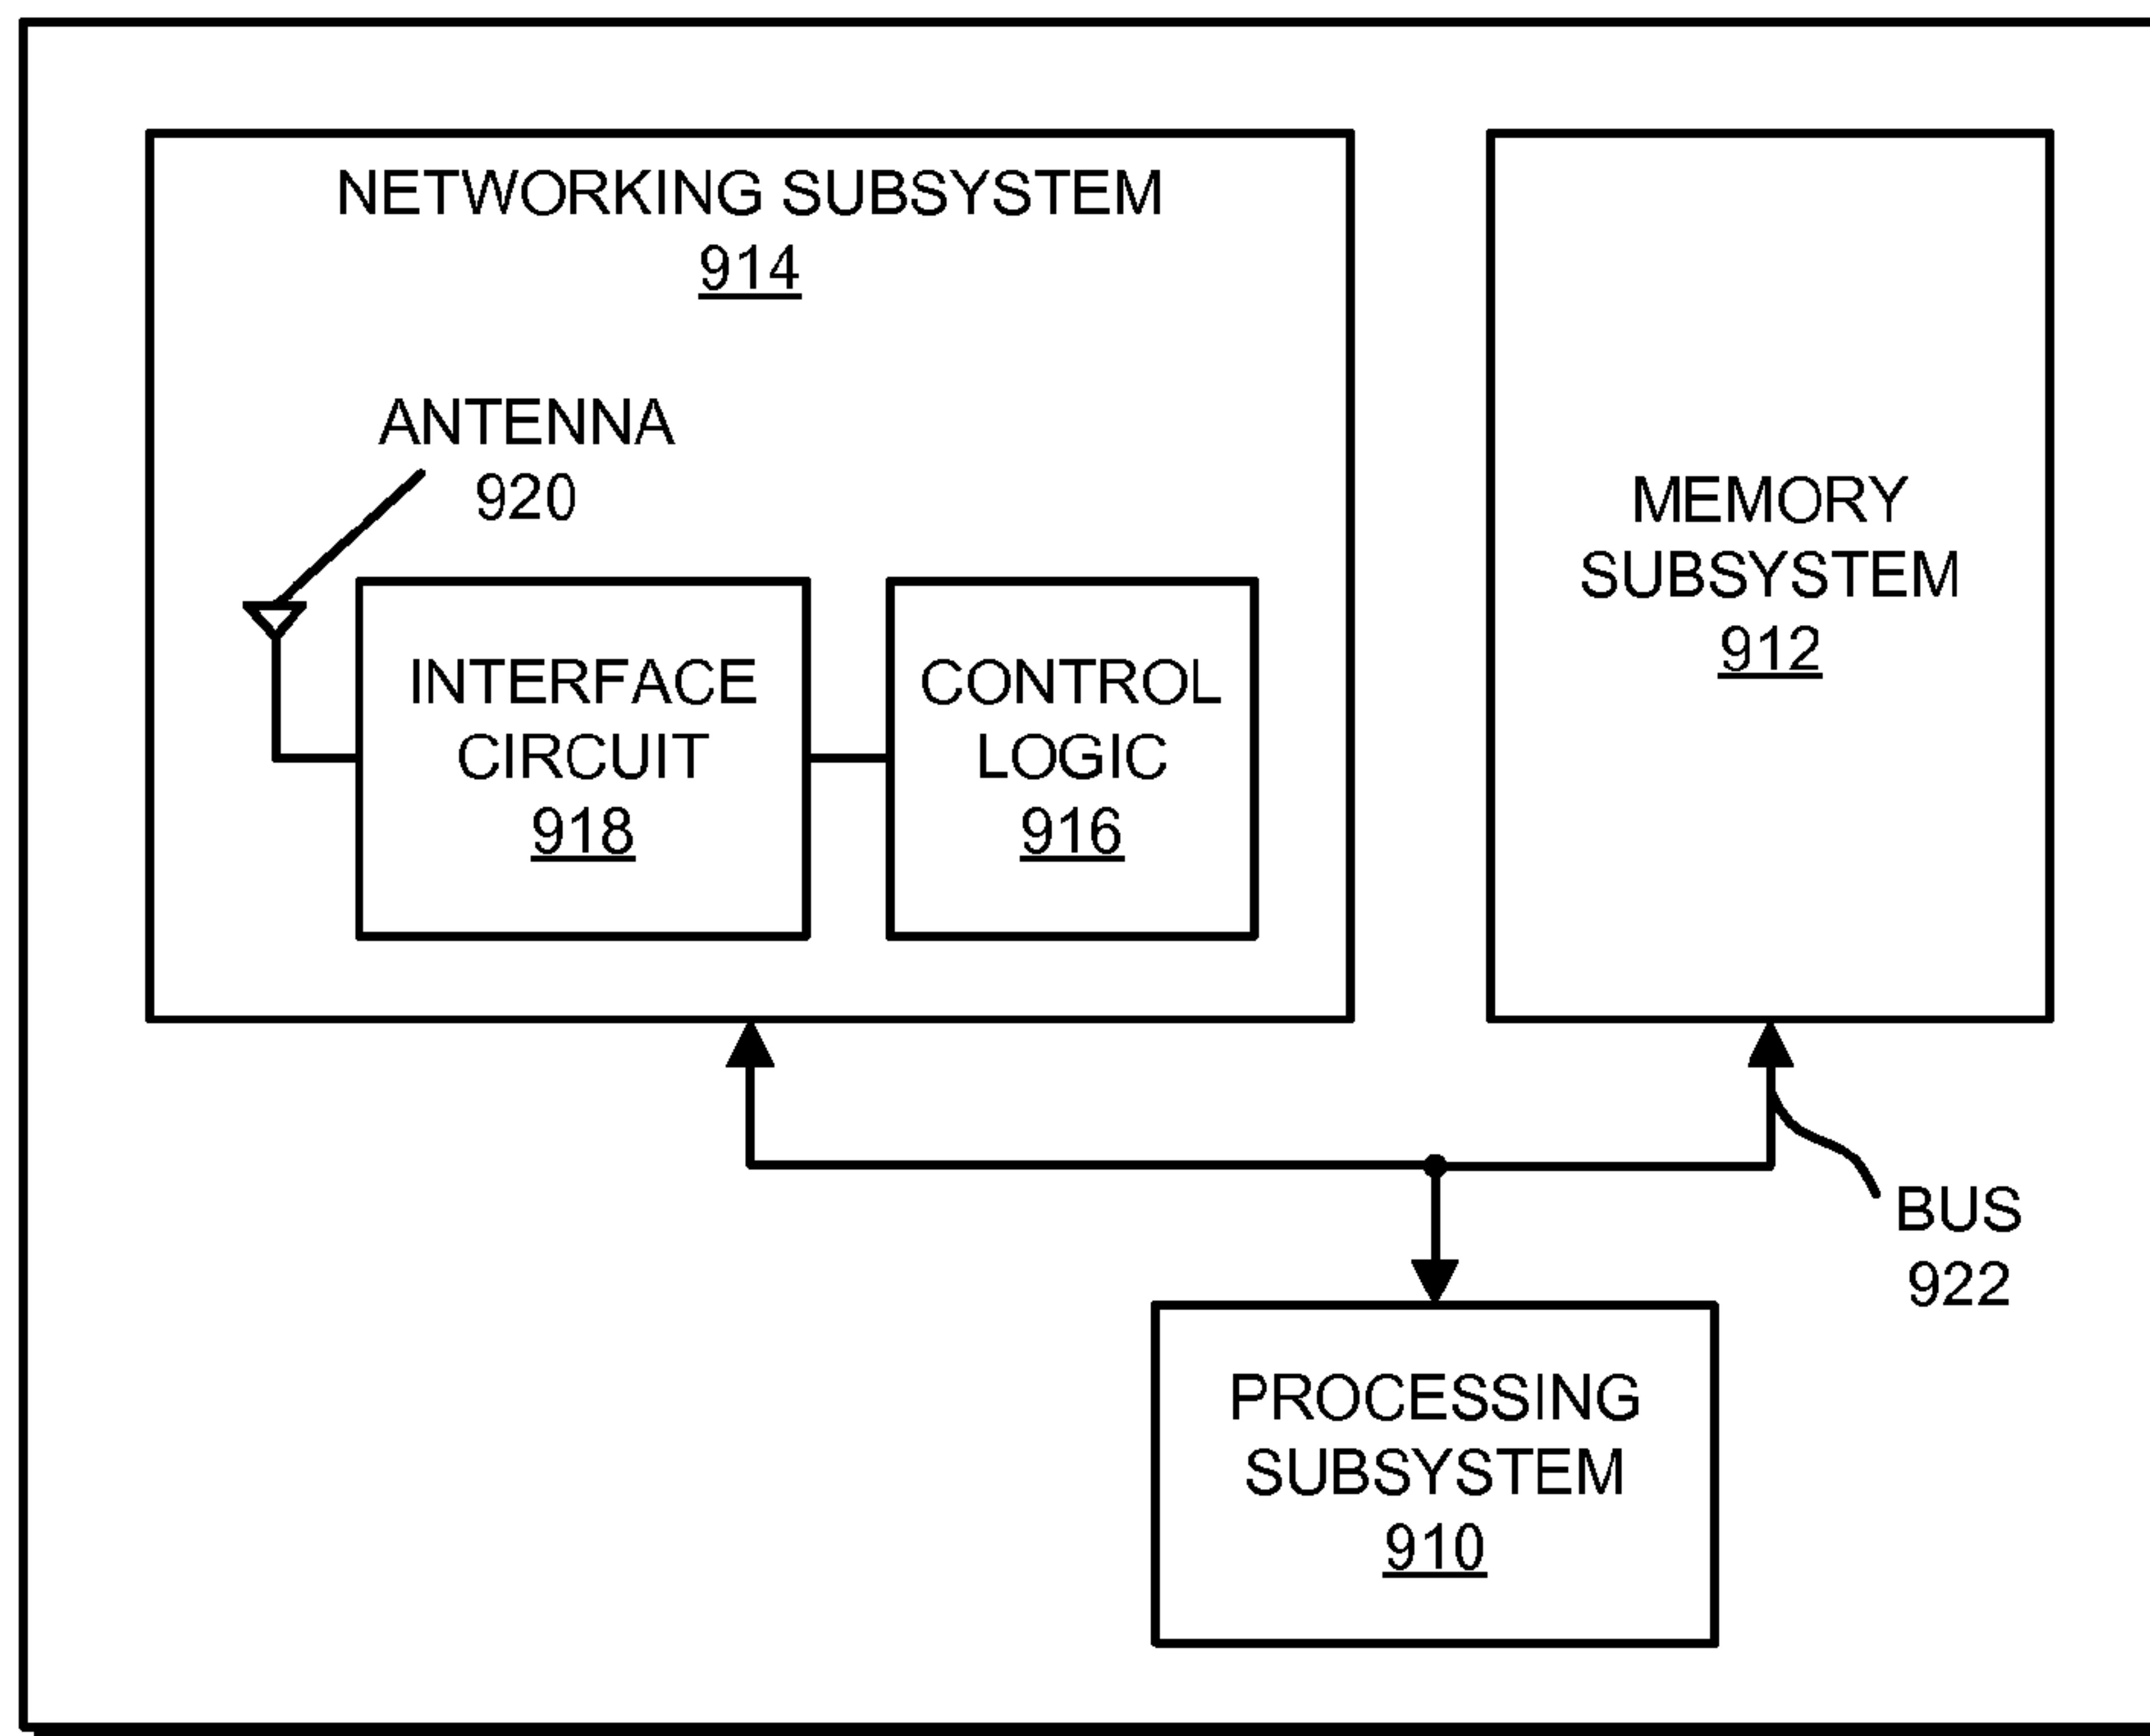 NETWORKING SUBSYSTEM
914
ANTENNA
920
INTERFACE
CIRCUIT
918
CONTROL
LOGIC
916
MEMORY
SUBSYSTEM
912
BUS
922
PROCESSING
SUBSYSTEM
910